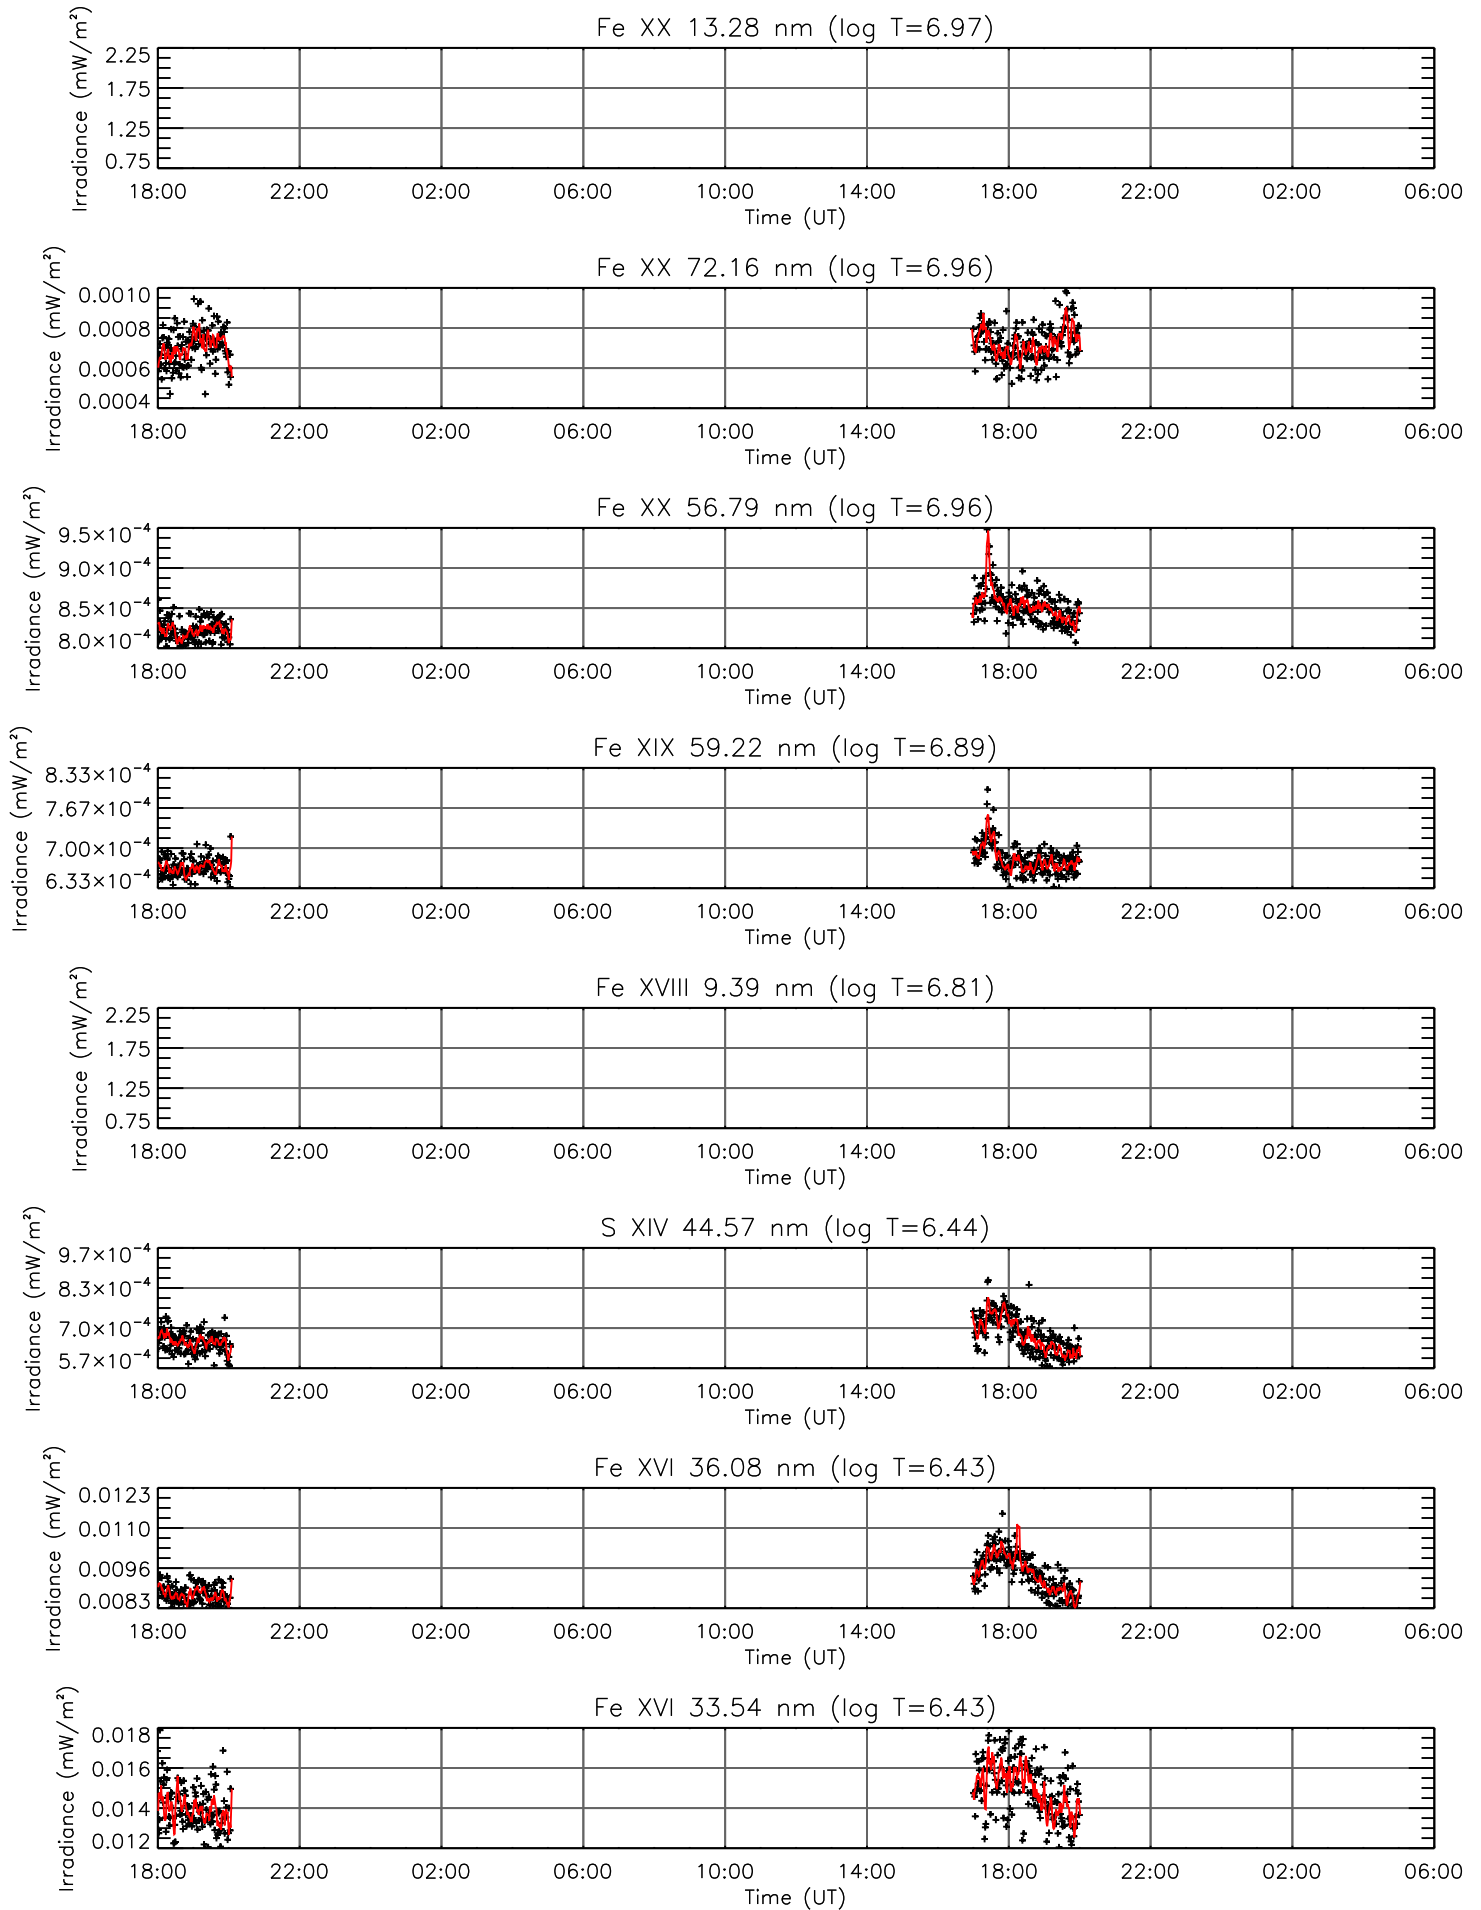 Fe XX 13.28 nm (log T=6.97)
Irradiance (mW/m²)
2.25
1.75
1.25
0.75
18:00 22:00 02:00 06:00 10:00 14:00 18:00 22:00 02:00 06:00
Time (UT)
Fe XX 72.16 nm (log T=6.96)
Irradiance (mW/m²)
0.0010
0.0008
0.0006
0.0004
18:00 22:00 02:00 06:00 10:00 14:00 18:00 22:00 02:00 06:00
Time (UT)
Fe XX 56.79 nm (log T=6.96)
Irradiance (mW/m²)
9.5×10⁻⁴
9.0×10⁻⁴
8.5×10⁻⁴
8.0×10⁻⁴
18:00 22:00 02:00 06:00 10:00 14:00 18:00 22:00 02:00 06:00
Time (UT)
Fe XIX 59.22 nm (log T=6.89)
Irradiance (mW/m²)
8.33×10⁻⁴
7.67×10⁻⁴
7.00×10⁻⁴
6.33×10⁻⁴
18:00 22:00 02:00 06:00 10:00 14:00 18:00 22:00 02:00 06:00
Time (UT)
Fe XVIII 9.39 nm (log T=6.81)
Irradiance (mW/m²)
2.25
1.75
1.25
0.75
18:00 22:00 02:00 06:00 10:00 14:00 18:00 22:00 02:00 06:00
Time (UT)
S XIV 44.57 nm (log T=6.44)
Irradiance (mW/m²)
9.7×10⁻⁴
8.3×10⁻⁴
7.0×10⁻⁴
5.7×10⁻⁴
18:00 22:00 02:00 06:00 10:00 14:00 18:00 22:00 02:00 06:00
Time (UT)
Fe XVI 36.08 nm (log T=6.43)
Irradiance (mW/m²)
0.0123
0.0110
0.0096
0.0083
18:00 22:00 02:00 06:00 10:00 14:00 18:00 22:00 02:00 06:00
Time (UT)
Fe XVI 33.54 nm (log T=6.43)
Irradiance (mW/m²)
0.018
0.016
0.014
0.012
18:00 22:00 02:00 06:00 10:00 14:00 18:00 22:00 02:00 06:00
Time (UT)